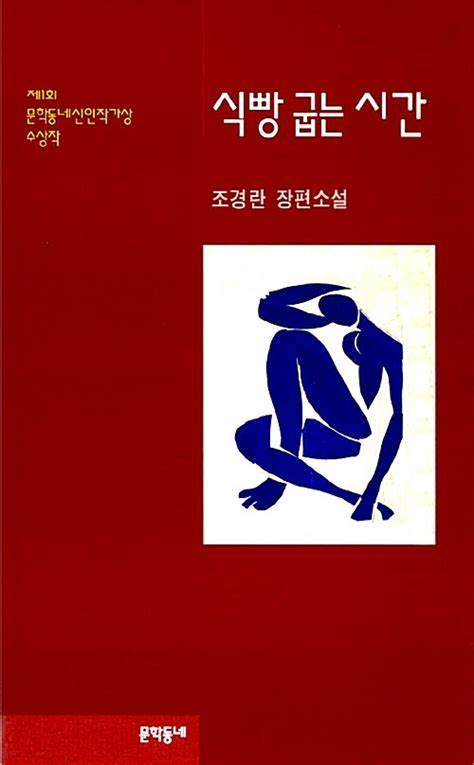 제1회
문학동네신인작가상
수상작
식빵 굽는 시간
조경란 장편소설
문학동네